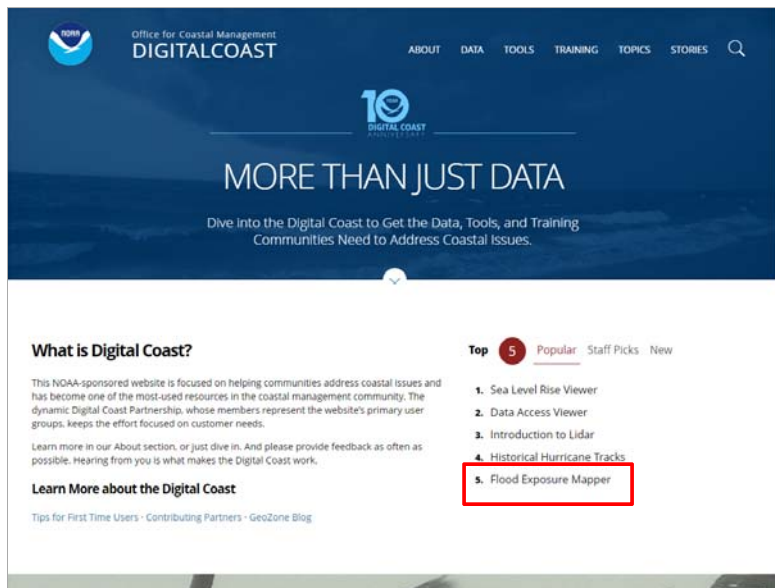 NOAA
Office for Coastal Management
DIGITALCOAST
ABOUT DATA TOOLS TRAINING TOPICS STORIES
10
DIGITAL COAST
ANNIVERSARY
MORE THAN JUST DATA
Dive into the Digital Coast to Get the Data, Tools, and Training
Communities Need to Address Coastal Issues.
What is Digital Coast?
This NOAA-sponsored website is focused on helping communities address coastal issues and
has become one of the most-used resources in the coastal management community. The
dynamic Digital Coast Partnership, whose members represent the website's primary user
groups, keeps the effort focused on customer needs.
Learn more in our About section, or just dive in. And please provide feedback as often as
possible. Hearing from you is what makes the Digital Coast work.
Learn More about the Digital Coast
Tips for First Time Users · Contributing Partners · GeoZone Blog
Top 5 Popular Staff Picks New
1. Sea Level Rise Viewer
2. Data Access Viewer
3. Introduction to Lidar
4. Historical Hurricane Tracks
5. Flood Exposure Mapper